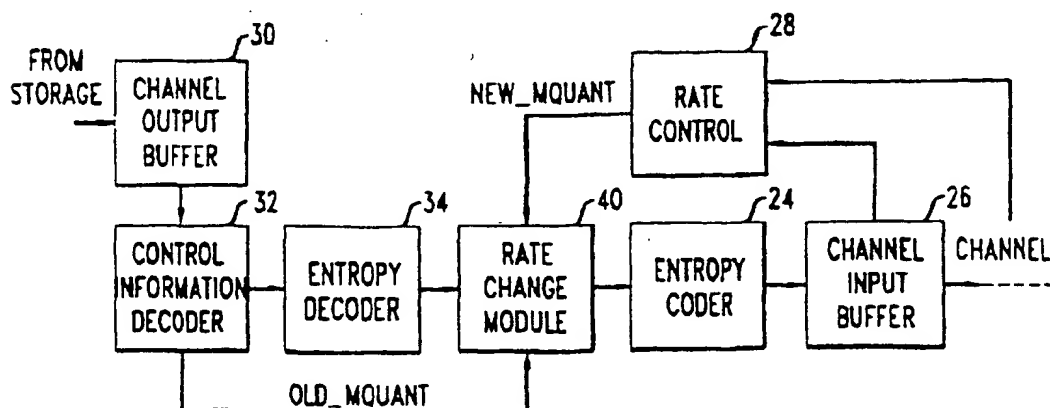 FROM
STORAGE
30
CHANNEL
OUTPUT
BUFFER
NEW_MQUANT
28
RATE
CONTROL
32
CONTROL
INFORMATION
DECODER
34
ENTROPY
DECODER
40
RATE
CHANGE
MODULE
24
ENTROPY
CODER
26
CHANNEL
INPUT
BUFFER
CHANNEL
OLD_MQUANT